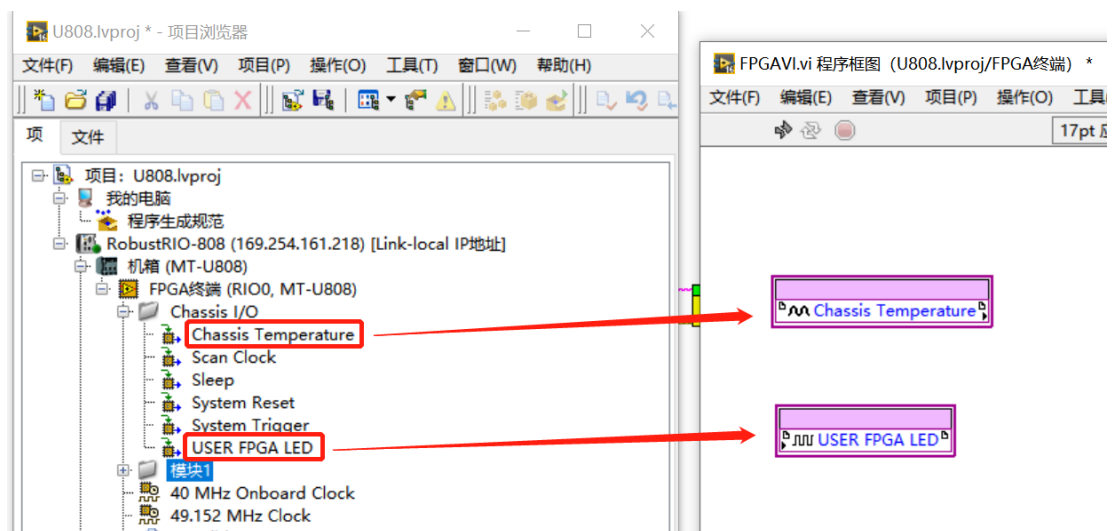 U808.lvproj * - 项目浏览器
文件(F) 编辑(E) 查看(V) 项目(P) 操作(O) 工具(T) 窗口(W) 帮助(H)
项 文件
项目：U808.lvproj
我的电脑
程序生成规范
RobustRIO-808 (169.254.161.218) [Link-local IP地址]
机箱 (MT-U808)
FPGA终端 (RIO0, MT-U808)
Chassis I/O
Chassis Temperature
Scan Clock
Sleep
System Reset
System Trigger
USER FPGA LED
模块1
40 MHz Onboard Clock
49.152 MHz Clock
FPGAVI.vi 程序框图（U808.lvproj/FPGA终端） *
文件(F) 编辑(E) 查看(V) 项目(P) 操作(O) 工具
17pt
Chassis Temperature
USER FPGA LED